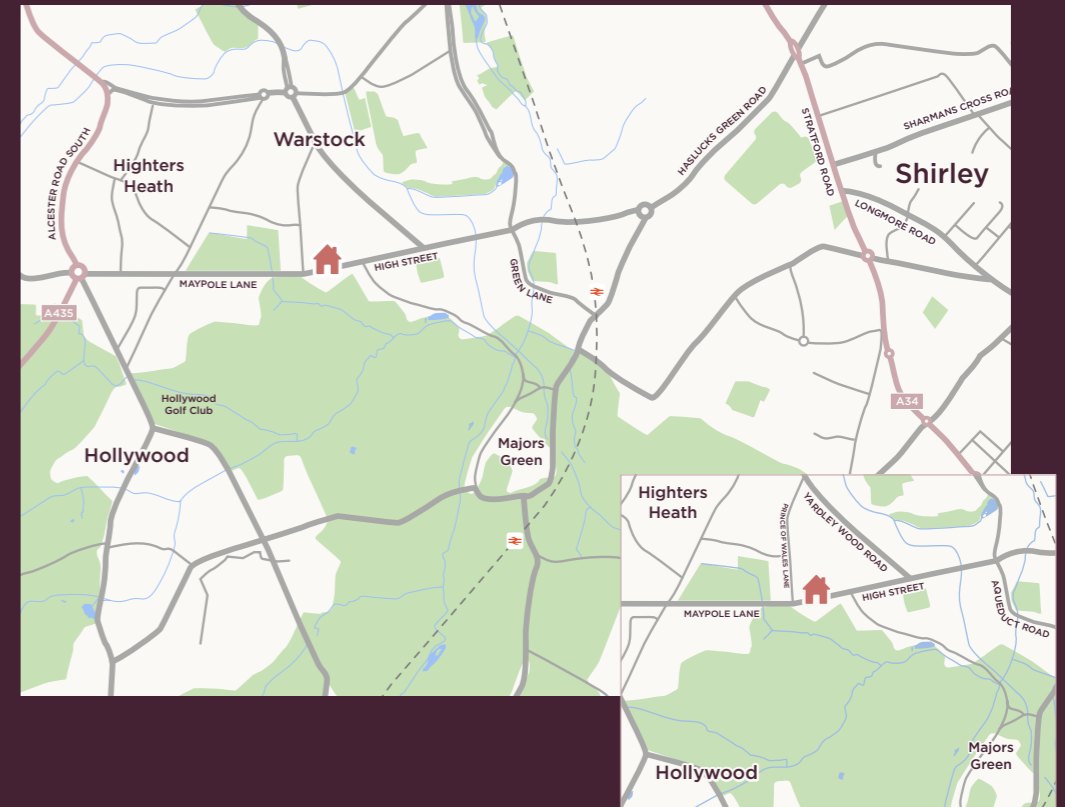 Warstock
HASLUCKS GREEN ROAD
STRATFORD ROAD
SHARMANS CROSS
Highters
Heath
Shirley
ALCESTER ROAD SOUTH
LONGMORE ROAD
HIGH STREET
GREEN LANE
MAYPOLE LANE
A435
Hollywood
Golf Club
A34
Hollywood
Majors
Green
Highters
Heath
PRINCE OF WALES LANE
YARDLEY WOOD ROAD
HIGH STREET
MAYPOLE LANE
AQUEDUCT ROAD
Majors
Green
Hollywood